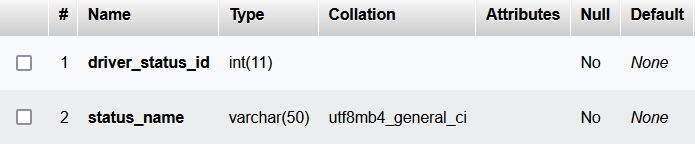 # Name Type Collation Attributes Null Default
1 driver_status_id int(11) No None
2 status_name varchar(50) utf8mb4_general_ci No None